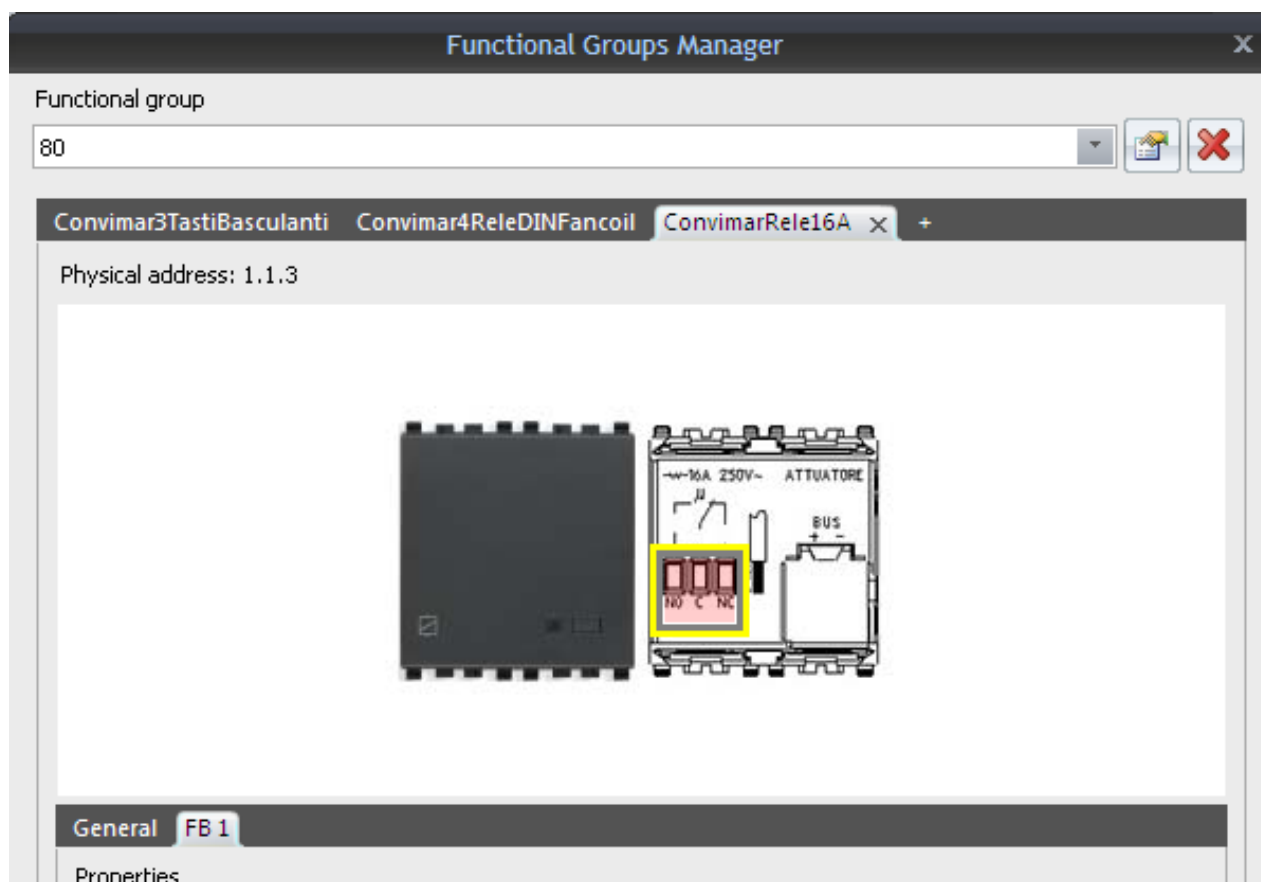 Functional Groups Manager
Functional group
80
Convimar3TastiBasculanti Convimar4ReleDINFancoil ConvimarRele16A +
Physical address: 1.1.3
16A 250V~ ATTUATORE
μ
BUS
+ -
NO C NC
General FB 1
Properties